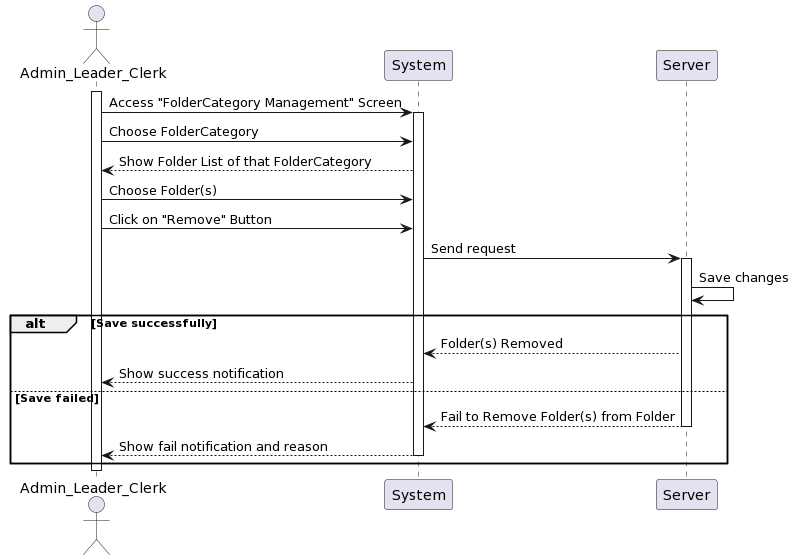 Admin_Leader_Clerk
System
Server
Access "FolderCategory Management" Screen
Choose FolderCategory
Show Folder List of that FolderCategory
Choose Folder(s)
Click on "Remove" Button
Send request
Save changes
alt [Save successfully]
Folder(s) Removed
Show success notification
[Save failed]
Fail to Remove Folder(s) from Folder
Show fail notification and reason
Admin_Leader_Clerk
System
Server